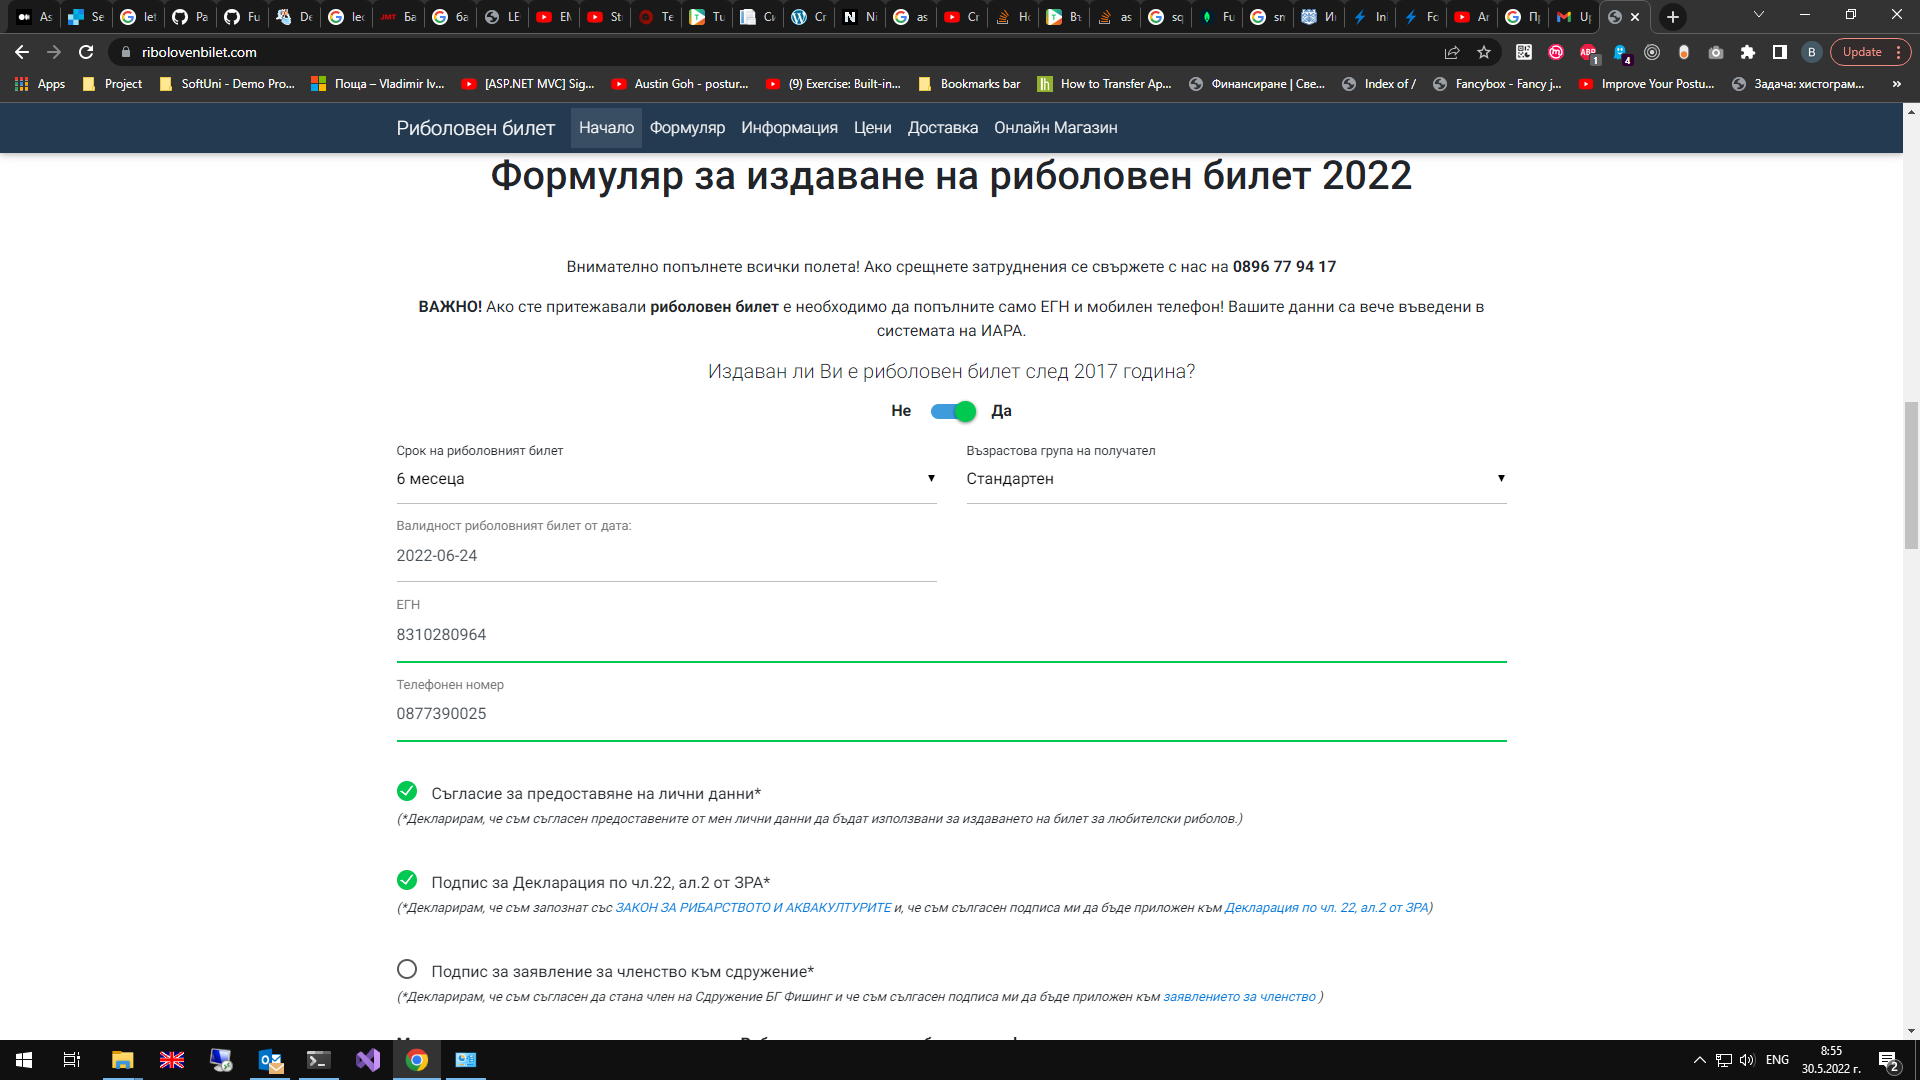 As
Se
let
Pa
Fu
De
lec
Ба
ба
LE
EN
St
Te
Tu
Си
Cr
Ni
as
Cr
Hc
Въ
as
sq
Fu
sn
Ин
In
Fc
Ar
Пр
Up
ribolovenbilet.com
Update
Apps
Project
SoftUni - Demo Pro...
Поща – Vladimir Iv...
[ASP.NET MVC] Sig...
Austin Goh - postur...
(9) Exercise: Built-in...
Bookmarks bar
How to Transfer Ap...
Финансиране | Све...
Index of /
Fancybox - Fancy j...
Improve Your Postu...
Задача: хистограм...
»
Риболовен билет
Начало
Формуляр
Информация
Цени
Доставка
Онлайн Магазин
Формуляр за издаване на риболовен билет 2022
Внимателно попълнете всички полета! Ако срещнете затруднения се свържете с нас на 0896 77 94 17
ВАЖНО! Ако сте притежавали риболовен билет е необходимо да попълните само ЕГН и мобилен телефон! Вашите данни са вече въведени в
системата на ИАРА.
Издаван ли Ви е риболовен билет след 2017 година?
Не
Да
Срок на риболовният билет
Възрастова група на получател
6 месеца
Стандартен
Валидност риболовният билет от дата:
2022-06-24
ЕГН
8310280964
Телефонен номер
0877390025
Съгласие за предоставяне на лични данни*
(*Декларирам, че съм съгласен предоставените от мен лични данни да бъдат използвани за издаването на билет за любителски риболов.)
Подпис за Декларация по чл.22, ал.2 от ЗРА*
(*Декларирам, че съм запознат със ЗАКОН ЗА РИБАРСТВОТО И АКВАКУЛТУРИТЕ и, че съм сългасен подписа ми да бъде приложен към Декларация по чл. 22, ал.2 от ЗРА)
Подпис за заявление за членство към сдружение*
(*Декларирам, че съм съгласен да стана член на Сдружение БГ Фишинг и че съм сългасен подписа ми да бъде приложен към заявлението за членство )
ENG
8:55
30.5.2022 г.
2